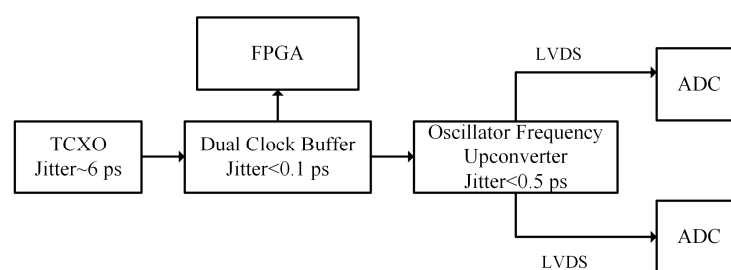 FPGA
LVDS
ADC
TCXO
Jitter~6 ps
Dual Clock Buffer
Jitter<0.1 ps
Oscillator Frequency
Upconverter
Jitter<0.5 ps
ADC
LVDS